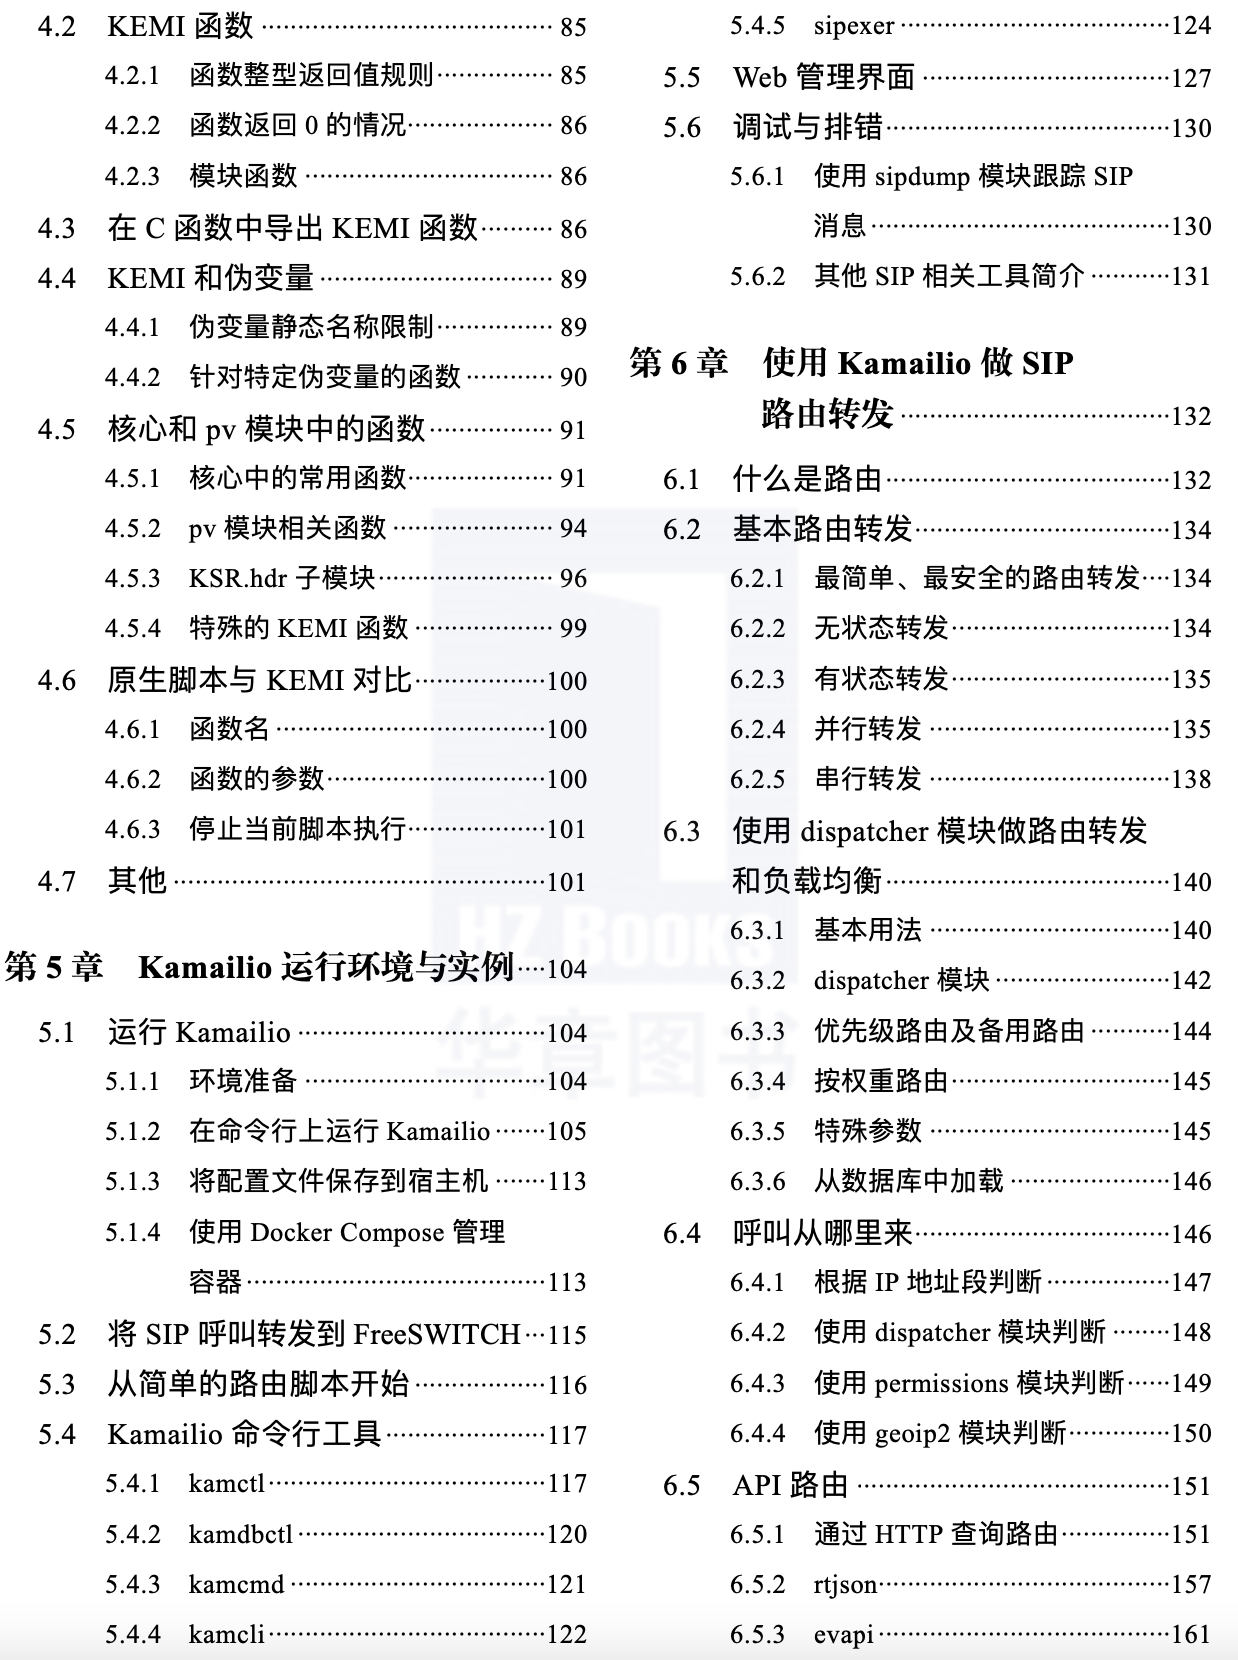 4.2 KEMI 函数 ⋯⋯ 85
4.2.1 函数整型返回值规则 ⋯⋯ 85
4.2.2 函数返回 0 的情况 ⋯⋯ 86
4.2.3 模块函数 ⋯⋯ 86
4.3 在 C 函数中导出 KEMI 函数 ⋯⋯ 86
4.4 KEMI 和伪变量 ⋯⋯ 89
4.4.1 伪变量静态名称限制 ⋯⋯ 89
4.4.2 针对特定伪变量的函数 ⋯⋯ 90
4.5 核心和 pv 模块中的函数 ⋯⋯ 91
4.5.1 核心中的常用函数 ⋯⋯ 91
4.5.2 pv 模块相关函数 ⋯⋯ 94
4.5.3 KSR.hdr 子模块 ⋯⋯ 96
4.5.4 特殊的 KEMI 函数 ⋯⋯ 99
4.6 原生脚本与 KEMI 对比 ⋯⋯ 100
4.6.1 函数名 ⋯⋯ 100
4.6.2 函数的参数 ⋯⋯ 100
4.6.3 停止当前脚本执行 ⋯⋯ 101
4.7 其他 ⋯⋯ 101
第 5 章 Kamailio 运行环境与实例 ⋯⋯ 104
5.1 运行 Kamailio ⋯⋯ 104
5.1.1 环境准备 ⋯⋯ 104
5.1.2 在命令行上运行 Kamailio ⋯⋯ 105
5.1.3 将配置文件保存到宿主机 ⋯⋯ 113
5.1.4 使用 Docker Compose 管理
容器 ⋯⋯ 113
5.2 将 SIP 呼叫转发到 FreeSWITCH ⋯⋯ 115
5.3 从简单的路由脚本开始 ⋯⋯ 116
5.4 Kamailio 命令行工具 ⋯⋯ 117
5.4.1 kamctl ⋯⋯ 117
5.4.2 kamdbctl ⋯⋯ 120
5.4.3 kamcmd ⋯⋯ 121
5.4.4 kamcli ⋯⋯ 122
5.4.5 sipexer ⋯⋯ 124
5.5 Web 管理界面 ⋯⋯ 127
5.6 调试与排错 ⋯⋯ 130
5.6.1 使用 sipdump 模块跟踪 SIP
消息 ⋯⋯ 130
5.6.2 其他 SIP 相关工具简介 ⋯⋯ 131
第 6 章 使用 Kamailio 做 SIP
路由转发 ⋯⋯ 132
6.1 什么是路由 ⋯⋯ 132
6.2 基本路由转发 ⋯⋯ 134
6.2.1 最简单、最安全的路由转发 ⋯⋯ 134
6.2.2 无状态转发 ⋯⋯ 134
6.2.3 有状态转发 ⋯⋯ 135
6.2.4 并行转发 ⋯⋯ 135
6.2.5 串行转发 ⋯⋯ 138
6.3 使用 dispatcher 模块做路由转发
和负载均衡 ⋯⋯ 140
6.3.1 基本用法 ⋯⋯ 140
6.3.2 dispatcher 模块 ⋯⋯ 142
6.3.3 优先级路由及备用路由 ⋯⋯ 144
6.3.4 按权重路由 ⋯⋯ 145
6.3.5 特殊参数 ⋯⋯ 145
6.3.6 从数据库中加载 ⋯⋯ 146
6.4 呼叫从哪里来 ⋯⋯ 146
6.4.1 根据 IP 地址段判断 ⋯⋯ 147
6.4.2 使用 dispatcher 模块判断 ⋯⋯ 148
6.4.3 使用 permissions 模块判断 ⋯⋯ 149
6.4.4 使用 geoip2 模块判断 ⋯⋯ 150
6.5 API 路由 ⋯⋯ 151
6.5.1 通过 HTTP 查询路由 ⋯⋯ 151
6.5.2 rtjson ⋯⋯ 157
6.5.3 evapi ⋯⋯ 161
HZ BOOKS
华章图书